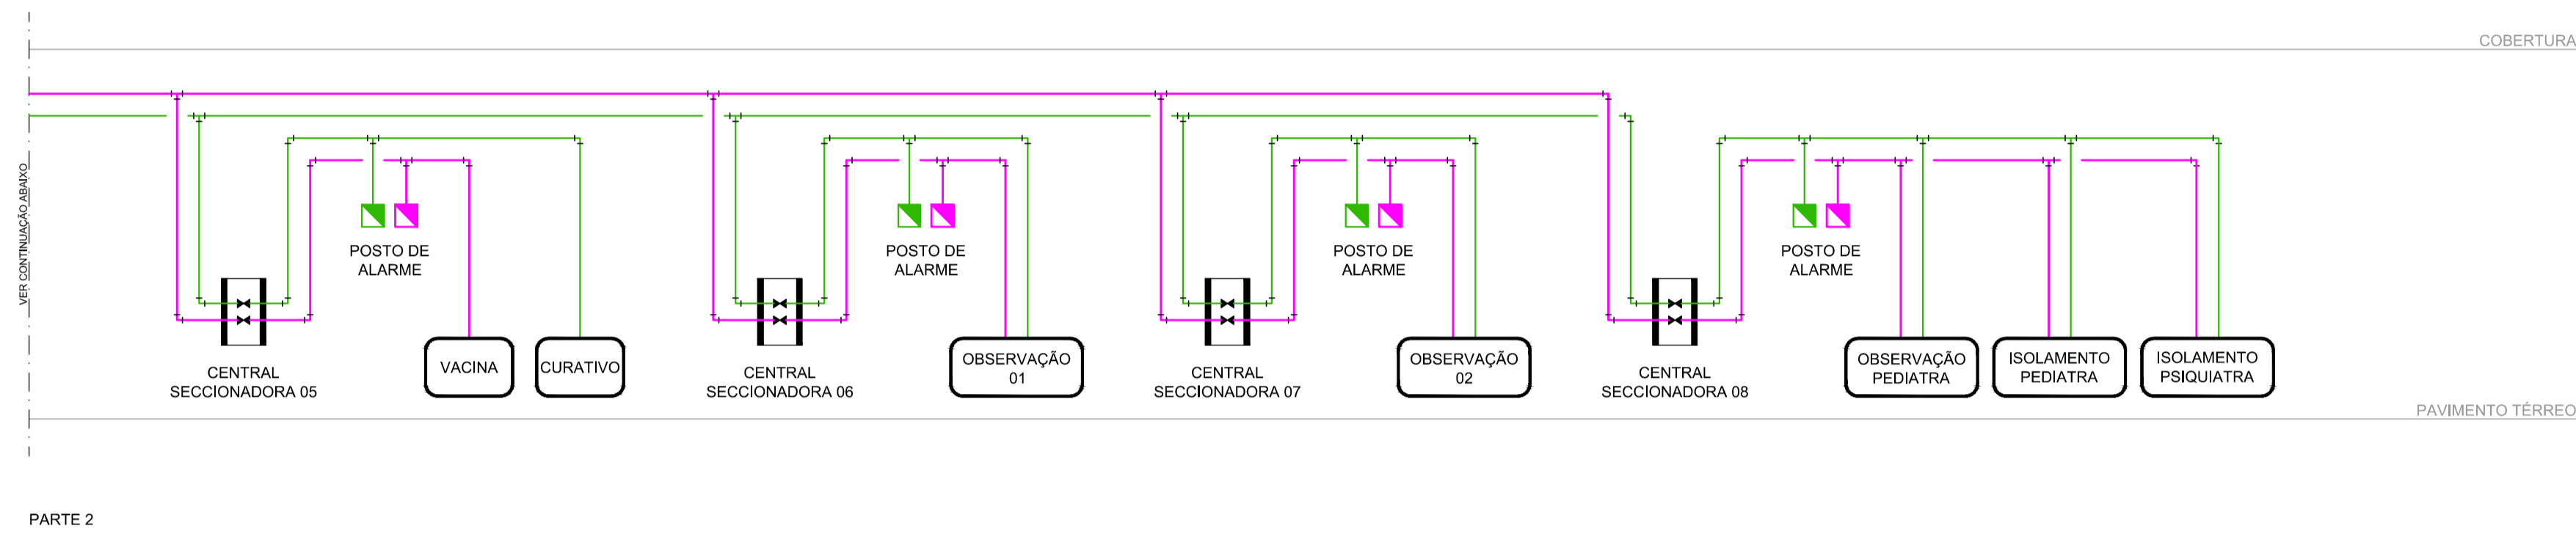 COBERTURA
VER CONTINUAÇÃO ABAIXO
POSTO DE
ALARME
POSTO DE
ALARME
POSTO DE
ALARME
POSTO DE
ALARME
CENTRAL
SECCIONADORA 05
VACINA
CURATIVO
CENTRAL
SECCIONADORA 06
OBSERVAÇÃO
01
CENTRAL
SECCIONADORA 07
OBSERVAÇÃO
02
CENTRAL
SECCIONADORA 08
OBSERVAÇÃO
PEDIATRA
ISOLAMENTO
PEDIATRA
ISOLAMENTO
PSIQUIATRA
PAVIMENTO TÉRREO
PARTE 2